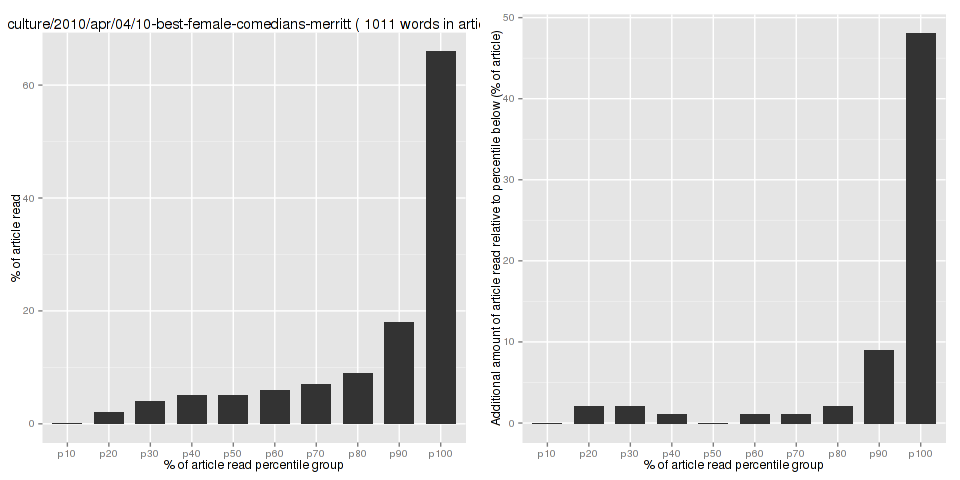 culture/2010/apr/04/10-best-female-comedians-merritt ( 1011 words in
% of article read
60
40
20
0
p10 p20 p30 p40 p50 p60 p70 p80 p90 p100
% of article read percentile group
Additional amount of article read relative to percentile below (% of article)
50
40
30
20
10
0
p10 p20 p30 p40 p50 p60 p70 p80 p90 p100
% of article read percentile group